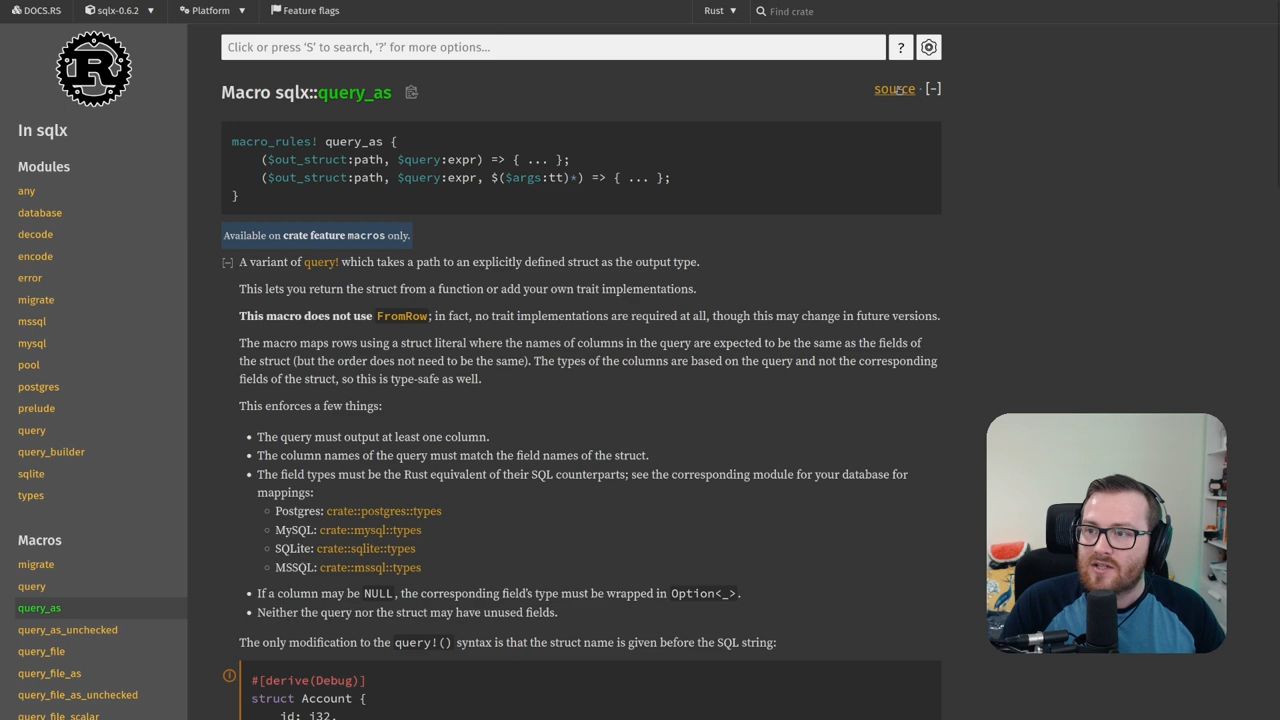 DOCS.RS
sqlx-0.6.2
Platform
Feature flags
Rust
Find crate
Click or press ‘S’ to search, ‘?’ for more options…
?
Macro sqlx::query_as
source · [−]
In sqlx
Modules
any
database
decode
encode
error
migrate
mssql
mysql
pool
postgres
prelude
query
query_builder
sqlite
types
Macros
migrate
query
query_as
query_as_unchecked
query_file
query_file_as
query_file_as_unchecked
query_file_scalar
macro_rules! query_as {
($out_struct:path, $query:expr) => { ... };
($out_struct:path, $query:expr, $($args:tt)*) => { ... };
}
Available on crate feature macros only.
[−] A variant of query! which takes a path to an explicitly defined struct as the output type.
This lets you return the struct from a function or add your own trait implementations.
This macro does not use FromRow; in fact, no trait implementations are required at all, though this may change in future versions.
The macro maps rows using a struct literal where the names of columns in the query are expected to be the same as the fields of
the struct (but the order does not need to be the same). The types of the columns are based on the query and not the corresponding
fields of the struct, so this is type-safe as well.
This enforces a few things:
• The query must output at least one column.
• The column names of the query must match the field names of the struct.
• The field types must be the Rust equivalent of their SQL counterparts; see the corresponding module for your database for
mappings:
◦ Postgres: crate::postgres::types
◦ MySQL: crate::mysql::types
◦ SQLite: crate::sqlite::types
◦ MSSQL: crate::mssql::types
• If a column may be NULL, the corresponding field’s type must be wrapped in Option<_>.
• Neither the query nor the struct may have unused fields.
The only modification to the query!() syntax is that the struct name is given before the SQL string:
#[derive(Debug)]
struct Account {
id: i32,